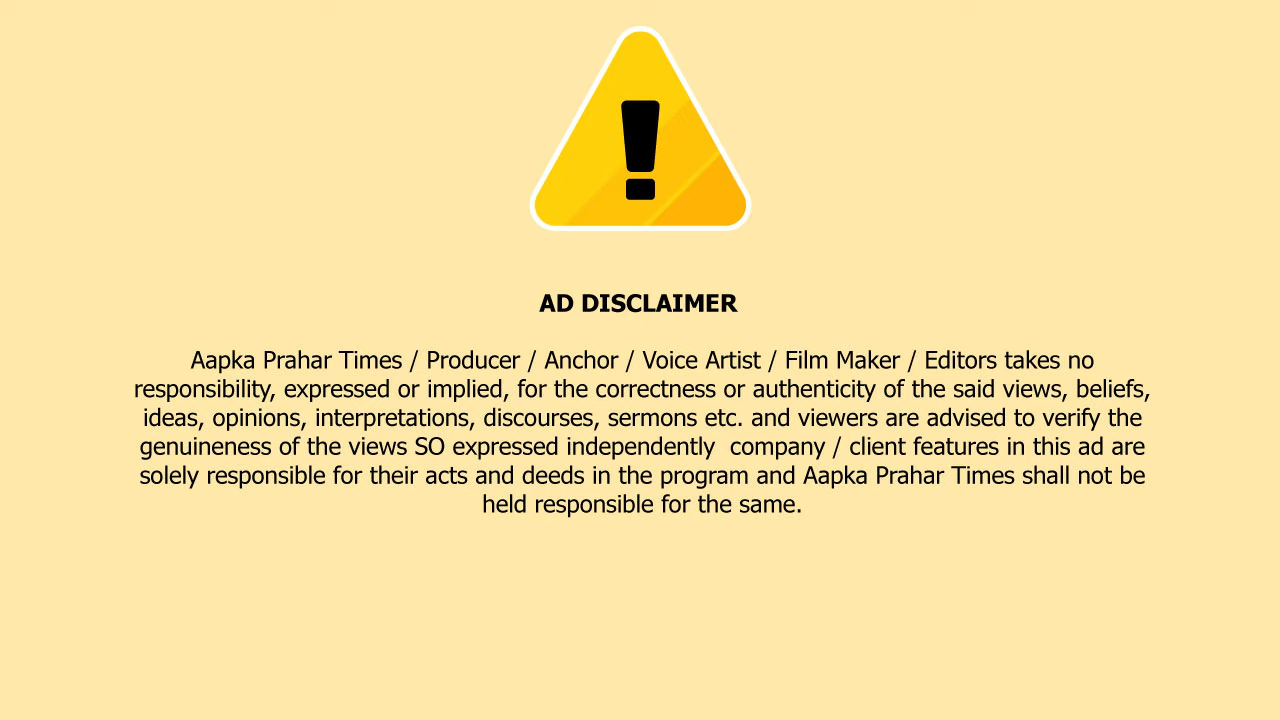 AD DISCLAIMER
Aapka Prahar Times / Producer / Anchor / Voice Artist / Film Maker / Editors takes no
responsibility, expressed or implied, for the correctness or authenticity of the said views, beliefs,
ideas, opinions, interpretations, discourses, sermons etc. and viewers are advised to verify the
genuineness of the views SO expressed independently  company / client features in this ad are
solely responsible for their acts and deeds in the program and Aapka Prahar Times shall not be
held responsible for the same.